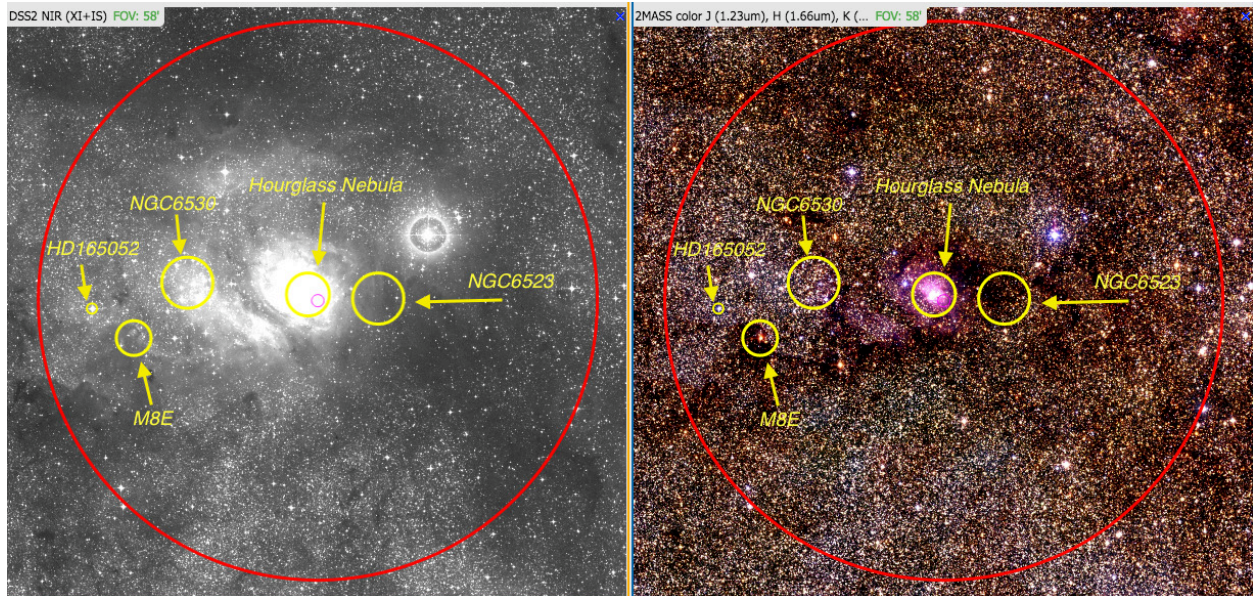 DSS2 NIR (XI+IS) FOV: 58'
Hourglass Nebula
NGC6530
HD165052
NGC6523
M8E
2MASS color J (1.23um), H (1.66um), K (... FOV: 58'
Hourglass Nebula
NGC6530
HD165052
NGC6523
M8E